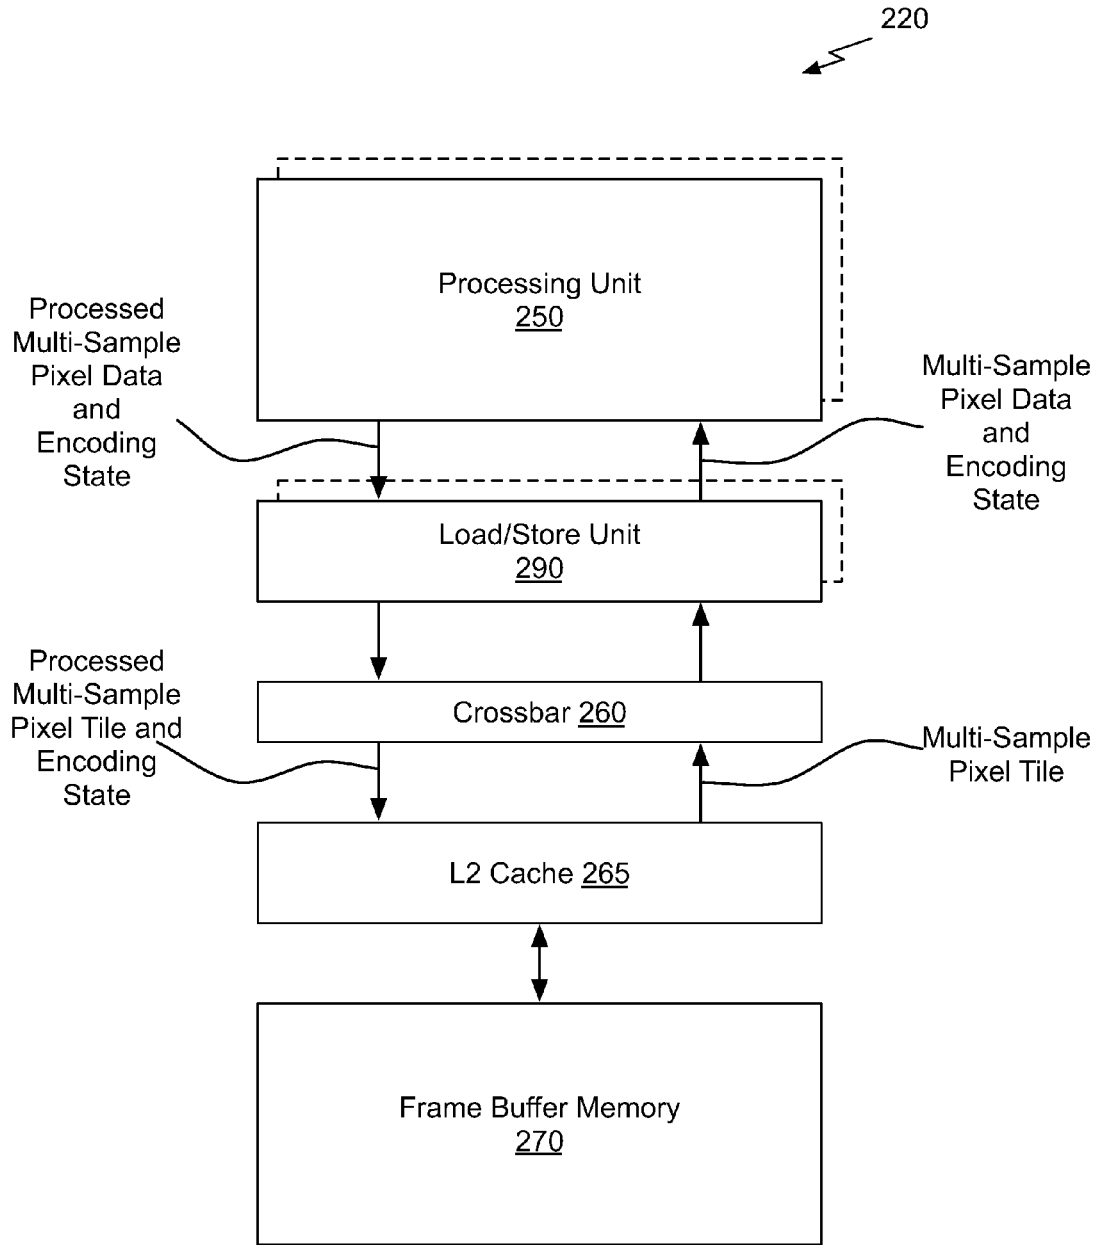 220
Processing Unit
250
Processed
Multi-Sample
Pixel Data
and
Encoding
State
Multi-Sample
Pixel Data
and
Encoding
State
Load/Store Unit
290
Processed
Multi-Sample
Pixel Tile and
Encoding
State
Crossbar 260
Multi-Sample
Pixel Tile
L2 Cache 265
Frame Buffer Memory
270